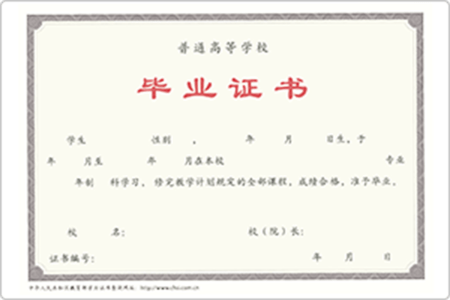 普通高等学校
毕业证书
学生 性别 , 年 月 日生,于
年 月至 年 月在本校 专业
年制 科学习,修完教学计划规定的全部课程,成绩合格,准予毕业。
校 名: 校(院)长:
证书编号: 年 月 日
中华人民共和国教育部学历证书查询网址:http://www.chsi.com.cn